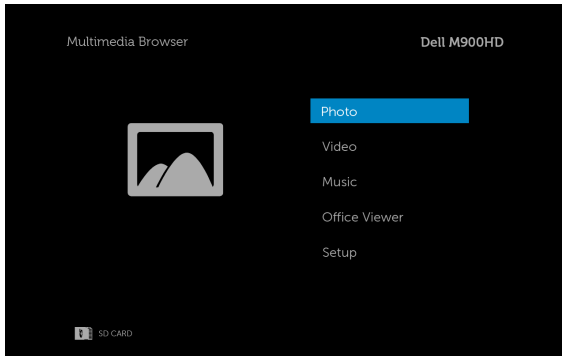 Multimedia Browser
Dell M900HD
Photo
Video
Music
Office Viewer
Setup
SD CARD